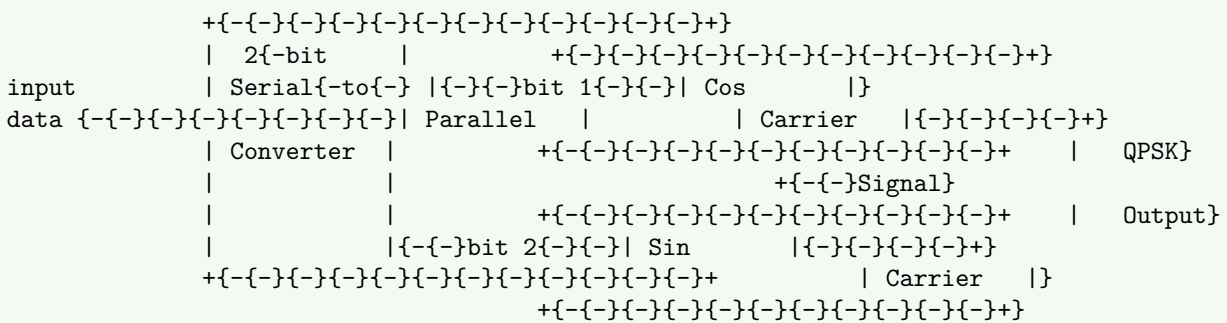 +{-{-}{-}{-}{-}{-}{-}{-}{-}{-}{-}+}
| 2{-bit | +{-}{-}{-}{-}{-}{-}{-}{-}{-}{-}+}
input | Serial{-to{-} |{-}{-}bit 1{-}{-}| Cos |}
data {-{-}{-}{-}{-}{-}{-}| Parallel | | Carrier |{-}{-}{-}{-}+}
| Converter | +{-{-}{-}{-}{-}{-}{-}{-}{-}{-}+ | QPSK}
| | +{-{-}Signal}
| | +{-{-}{-}{-}{-}{-}{-}{-}{-}{-}+ | Output}
| |{-{-}bit 2{-}{-}| Sin |{-}{-}{-}{-}+}
+{-{-}{-}{-}{-}{-}{-}{-}{-}{-}{-}+ | Carrier |}
+{-{-}{-}{-}{-}{-}{-}{-}{-}{-}+}